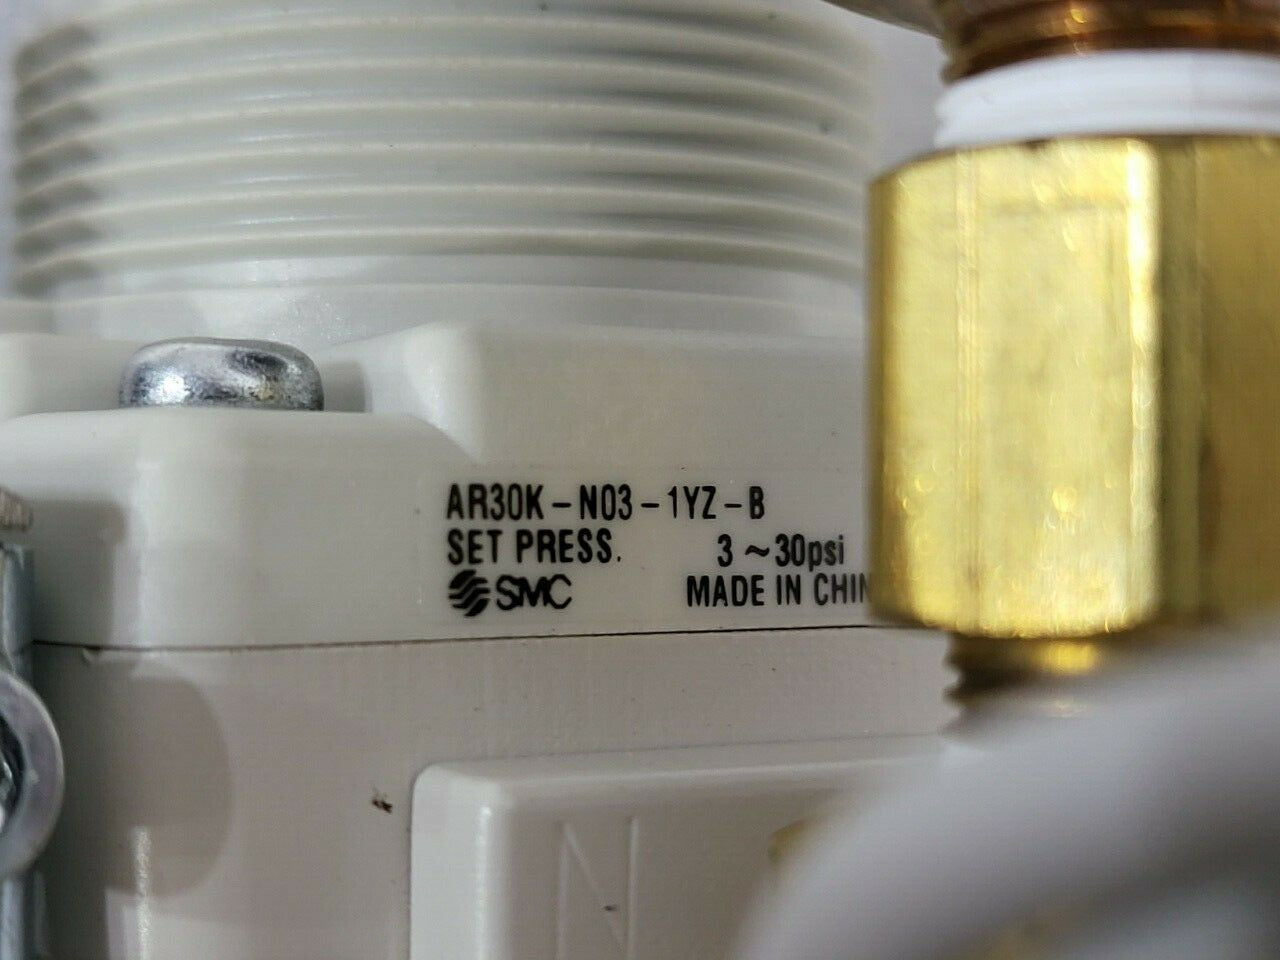 AR30K-N03-1YZ-B
SET PRESS. 3~30psi
SMC MADE IN CHIN
N